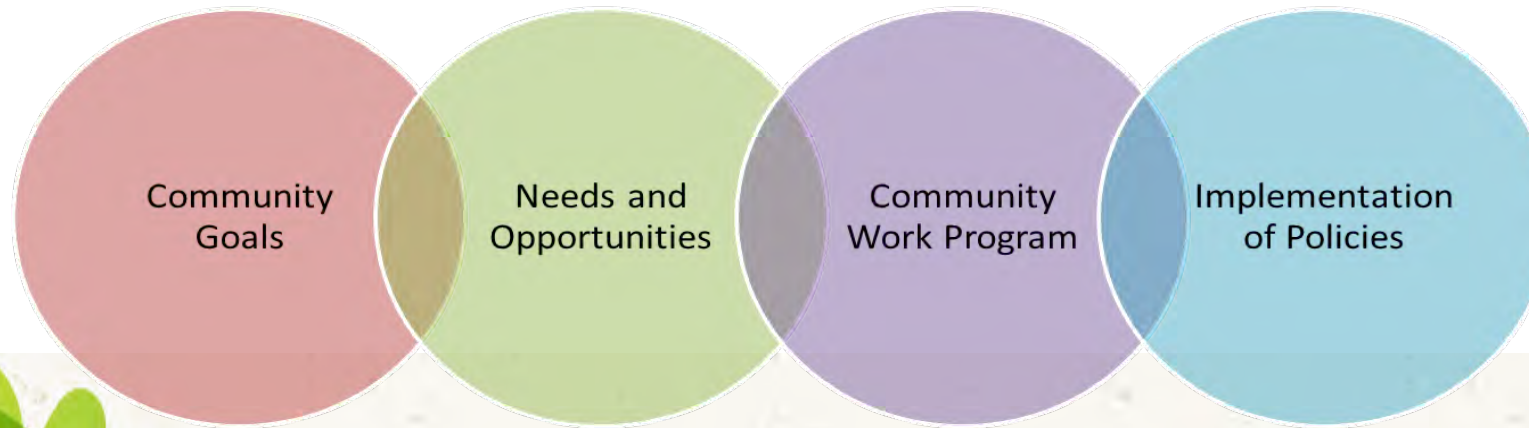 Community
Goals
Needs and
Opportunities
Community
Work Program
Implementation
of Policies